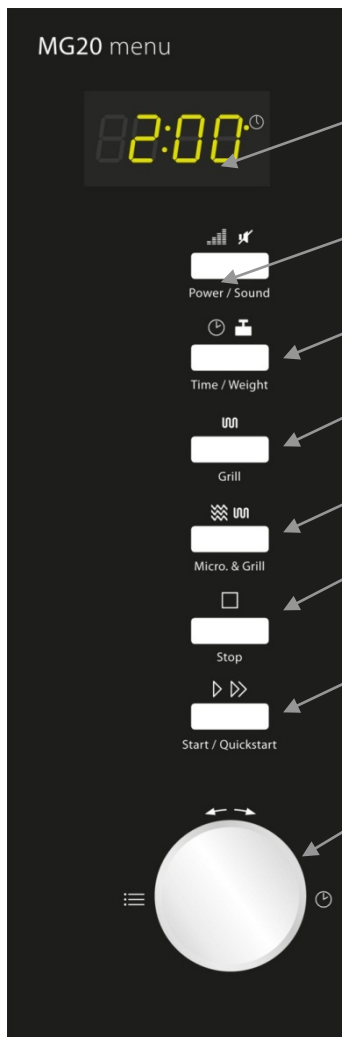 MG20 menu
2:00
Power / Sound
Time / Weight
Grill
Micro. & Grill
Stop
Start / Quickstart